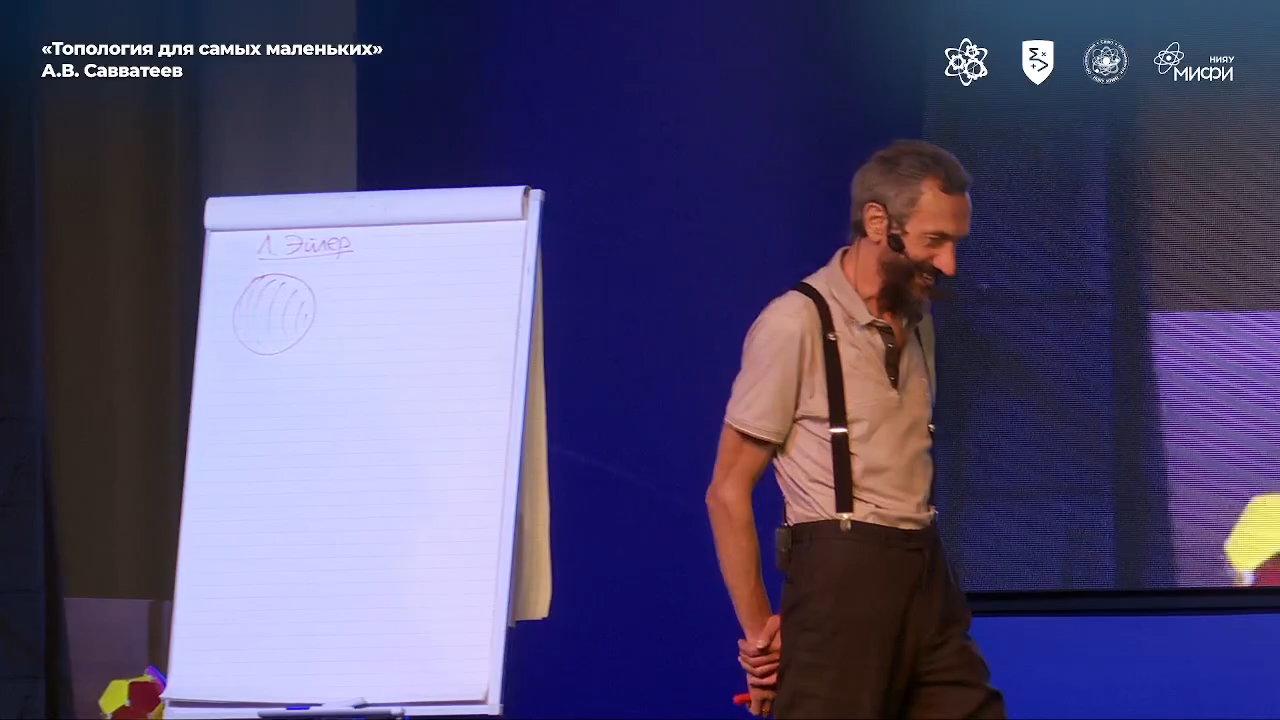 «Топология для самых маленьких»
А.В. Савватеев
НИЯУ
МИФИ
Л. Эйлер